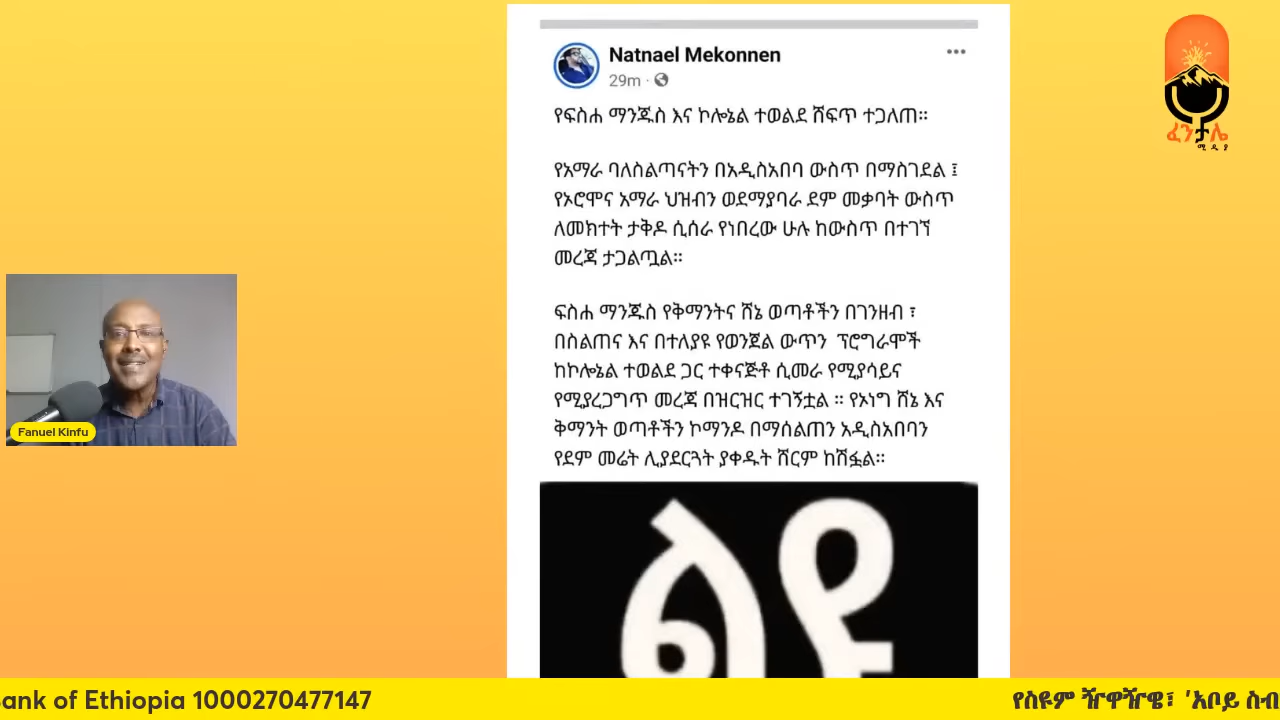 Natnael Mekonnen
29m ·
የፍስሐ ማንጁስ እና ኮሎኔል ተወልደ ሸፍጥ ተጋለጠ።
የአማራ ባለስልጣናትን በአዲስአበባ ውስጥ በማስገደል ፤
የኦሮሞና አማራ ህዝብን ወደማያባራ ደም መቃባት ውስጥ
ለመክተት ታቅዶ ሲሰራ የነበረው ሁሉ ከውስጥ በተገኘ
መረጃ ታጋልጧል።
ፍስሐ ማንጁስ የቅማንትና ሸኔ ወጣቶችን በገንዘብ ፣
በስልጠና እና በተለያዩ የወንጀል ውጥን ፕሮግራሞች
ከኮሎኔል ተወልደ ጋር ተቀናጅቶ ሲመራ የሚያሳይና
የሚያረጋግጥ መረጃ በዝርዝር ተገኝቷል ። የኦነግ ሸኔ እና
ቅማንት ወጣቶችን ኮማንዶ በማሰልጠን አዲስአበባን
የደም መሬት ሊያደርጓት ያቀዱት ሸርም ከሽፏል።
ልዩ
ፈንታሌ
ሚዲያ
Fanuel Kinfu
ank of Ethiopia 1000270477147
የስዩም ዥዋዥዌ፣ 'አቦይ ስብ